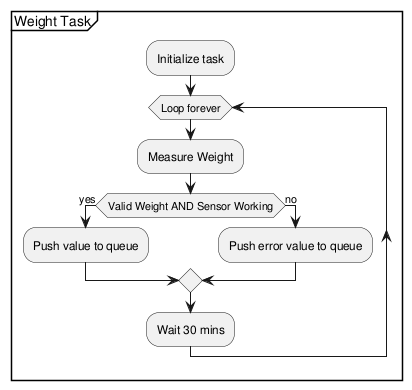 Weight Task
Initialize task
Loop forever
Measure Weight
yes
Valid Weight AND Sensor Working
no
Push value to queue
Push error value to queue
Wait 30 mins